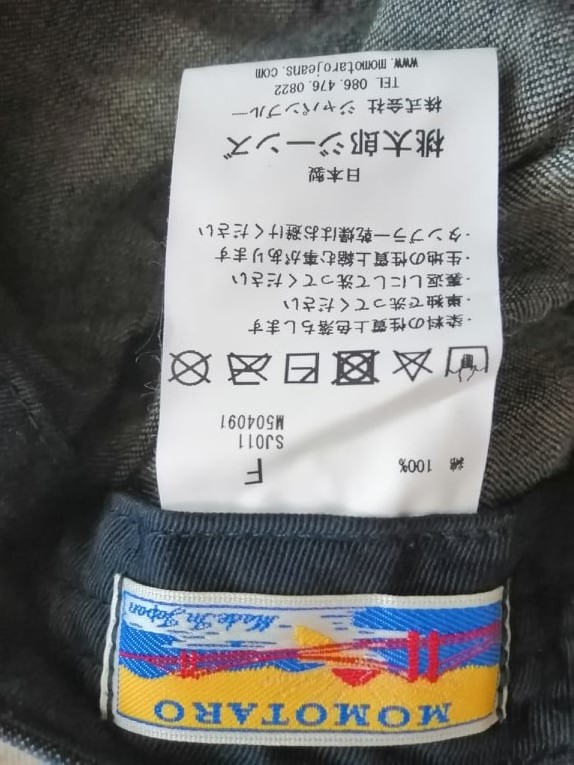 MOMOTARO
Made In Japan
綿 100%
F
SJ011
M504091
・染料の性質上色落ちします
・単独で洗ってください
・裏返しにして洗ってください
・生地の性質上縮む事があります
・タンブラー乾燥はお避けください
日本製
桃太郎ジーンズ
株式会社 ジャパンブルー
TEL 086.476.0822
www.momotarojeans.com